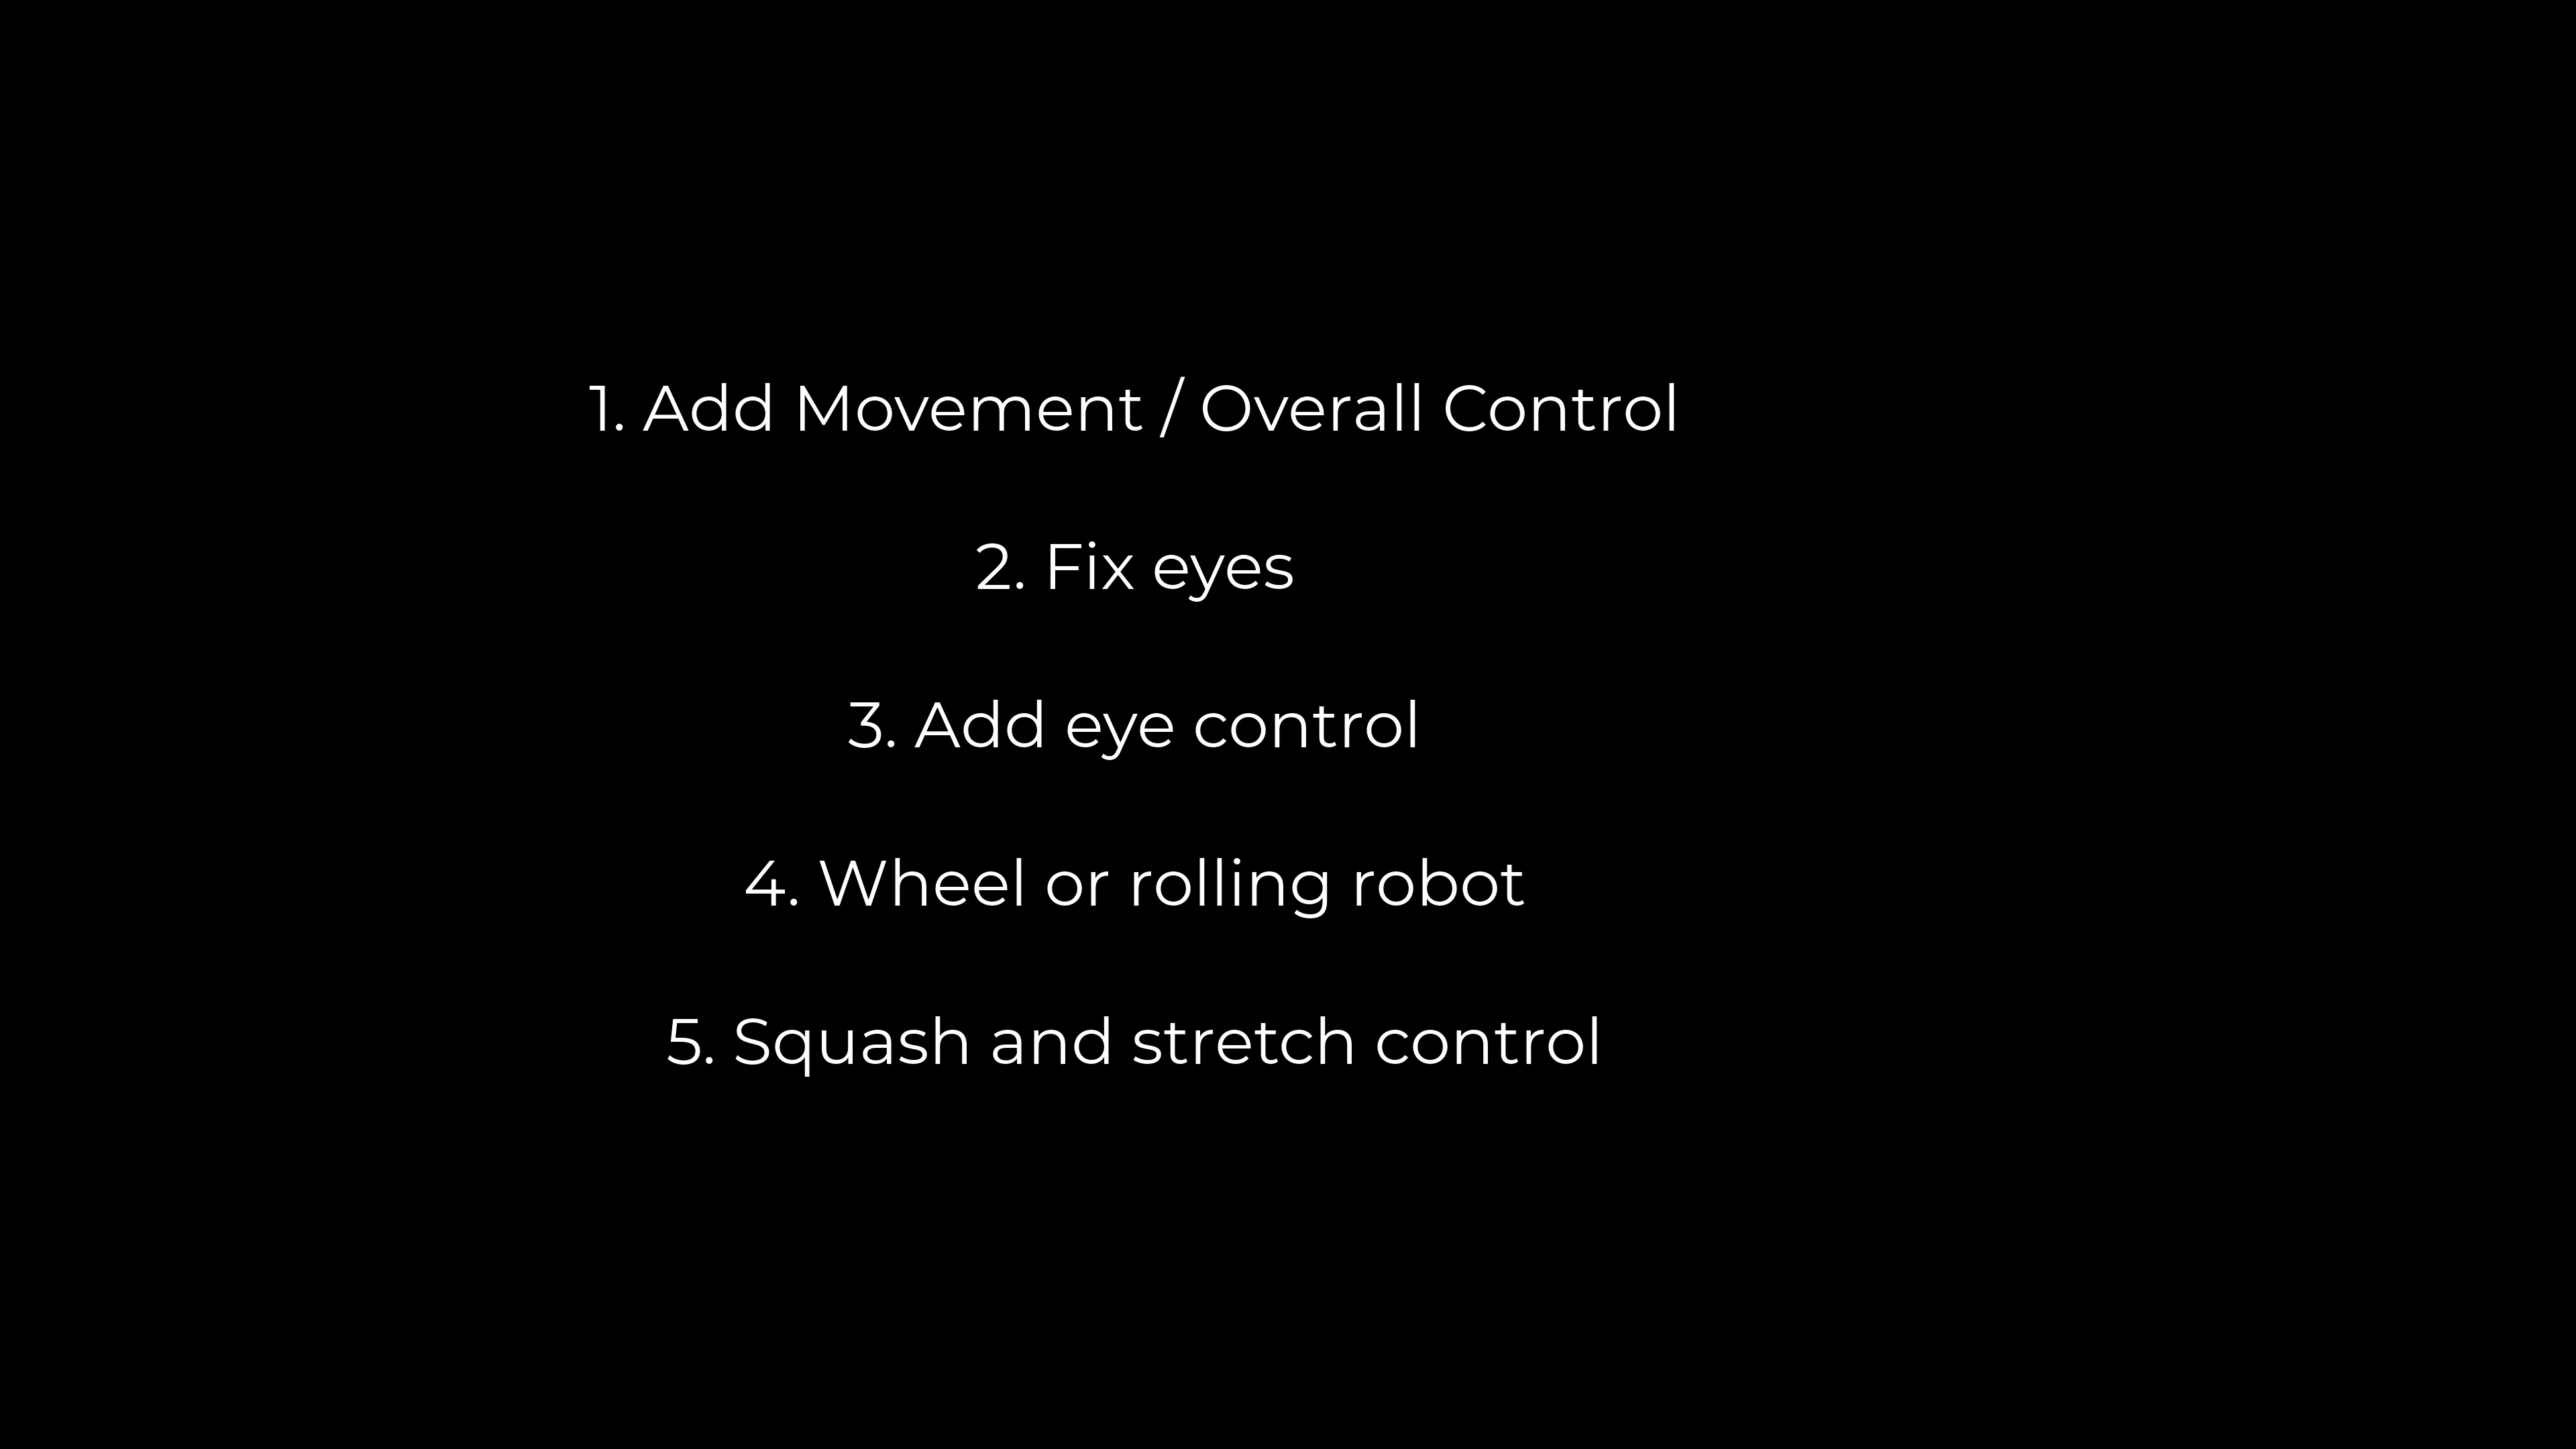 1. Add Movement / Overall Control
2. Fix eyes
3. Add eye control
4. Wheel or rolling robot
5. Squash and stretch control